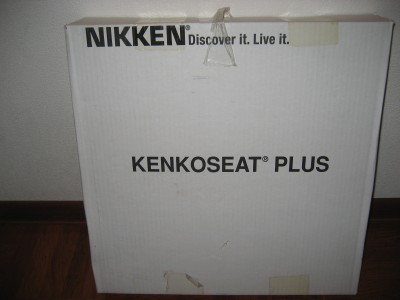 NIKKEN® Discover it. Live it.
KENKOSEAT® PLUS